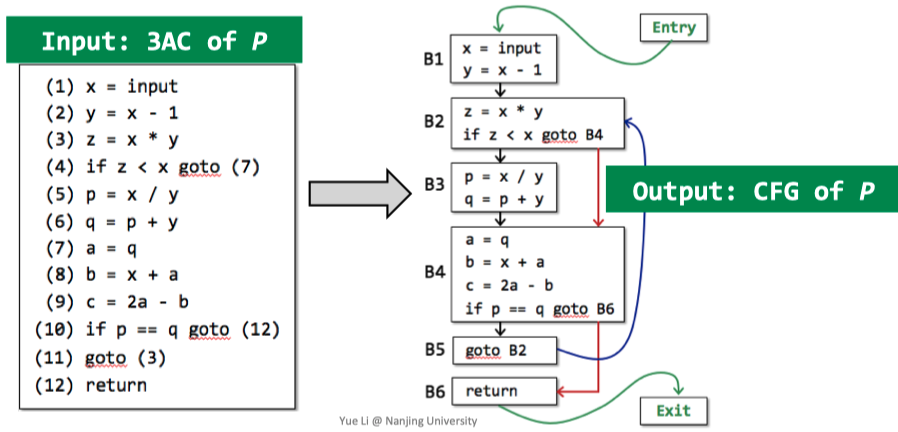 Input: 3AC of P
(1) x = input
(2) y = x - 1
(3) z = x * y
(4) if z < x goto (7)
(5) p = x / y
(6) q = p + y
(7) a = q
(8) b = x + a
(9) c = 2a - b
(10) if p == q goto (12)
(11) goto (3)
(12) return
Entry
B1
x = input
y = x - 1
B2
z = x * y
if z < x goto B4
B3
p = x / y
q = p + y
Output: CFG of P
B4
a = q
b = x + a
c = 2a - b
if p == q goto B6
B5
goto B2
B6
return
Exit
Yue Li @ Nanjing University